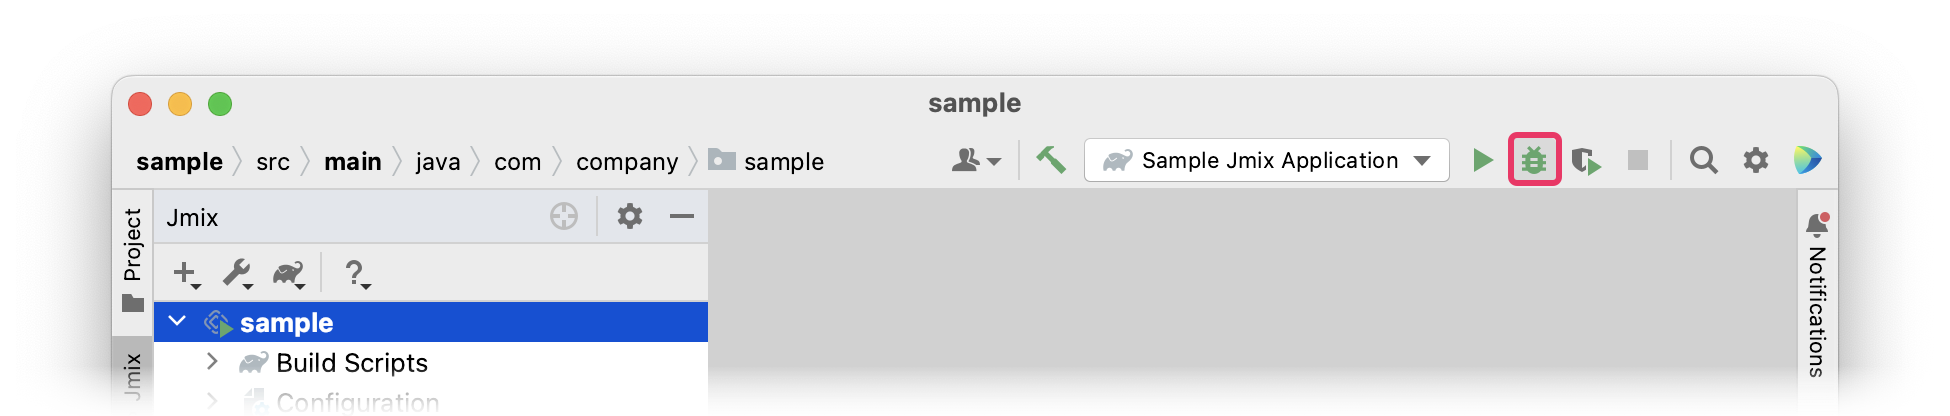 sample
sample src main java com company sample
Sample Jmix Application
Project
Jmix
?
sample
Build Scripts
Configuration
Jmix
Notifications